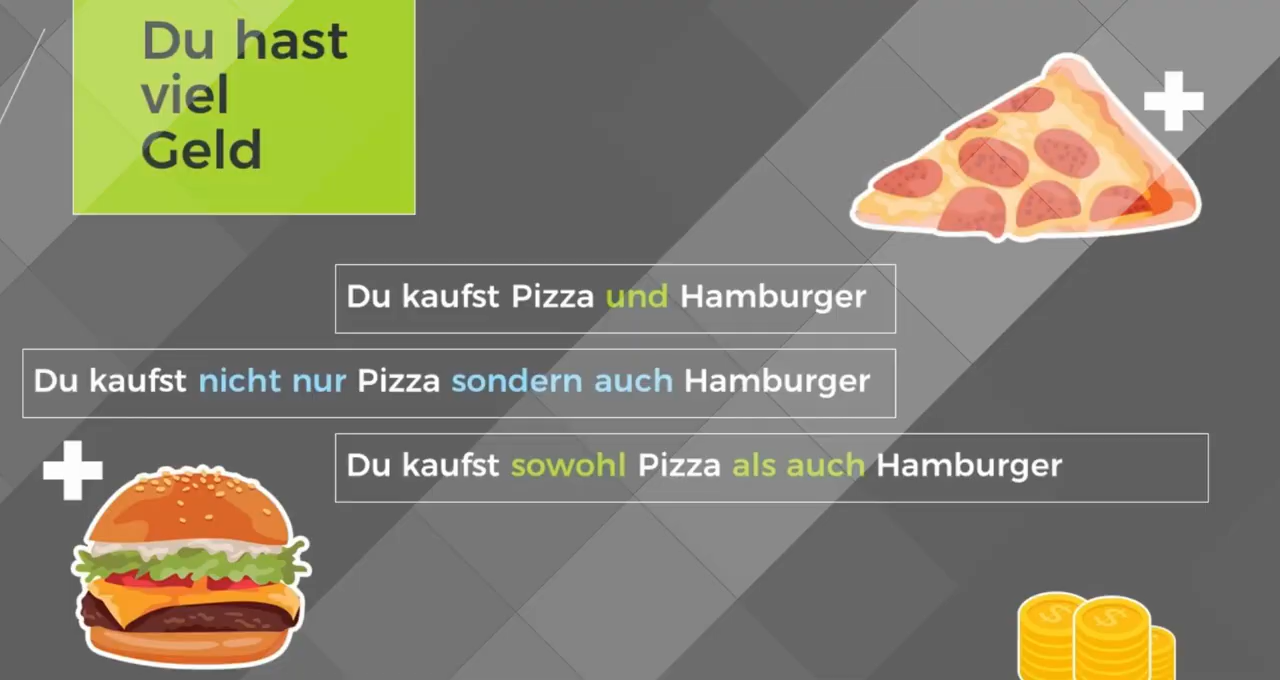 Du hast
viel
Geld
Du kaufst Pizza und Hamburger
Du kaufst nicht nur Pizza sondern auch Hamburger
Du kaufst sowohl Pizza als auch Hamburger